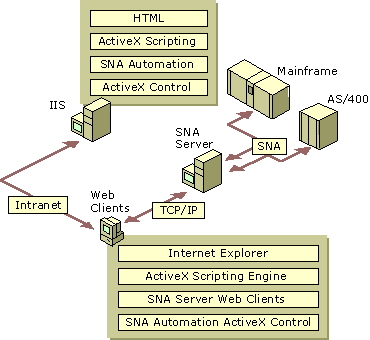 HTML
ActiveX Scripting
SNA Automation
ActiveX Control
Mainframe
AS/400
IIS
SNA
Server
SNA
Web
Clients
Intranet
TCP/IP
Internet Explorer
ActiveX Scripting Engine
SNA Server Web Clients
SNA Automation ActiveX Control